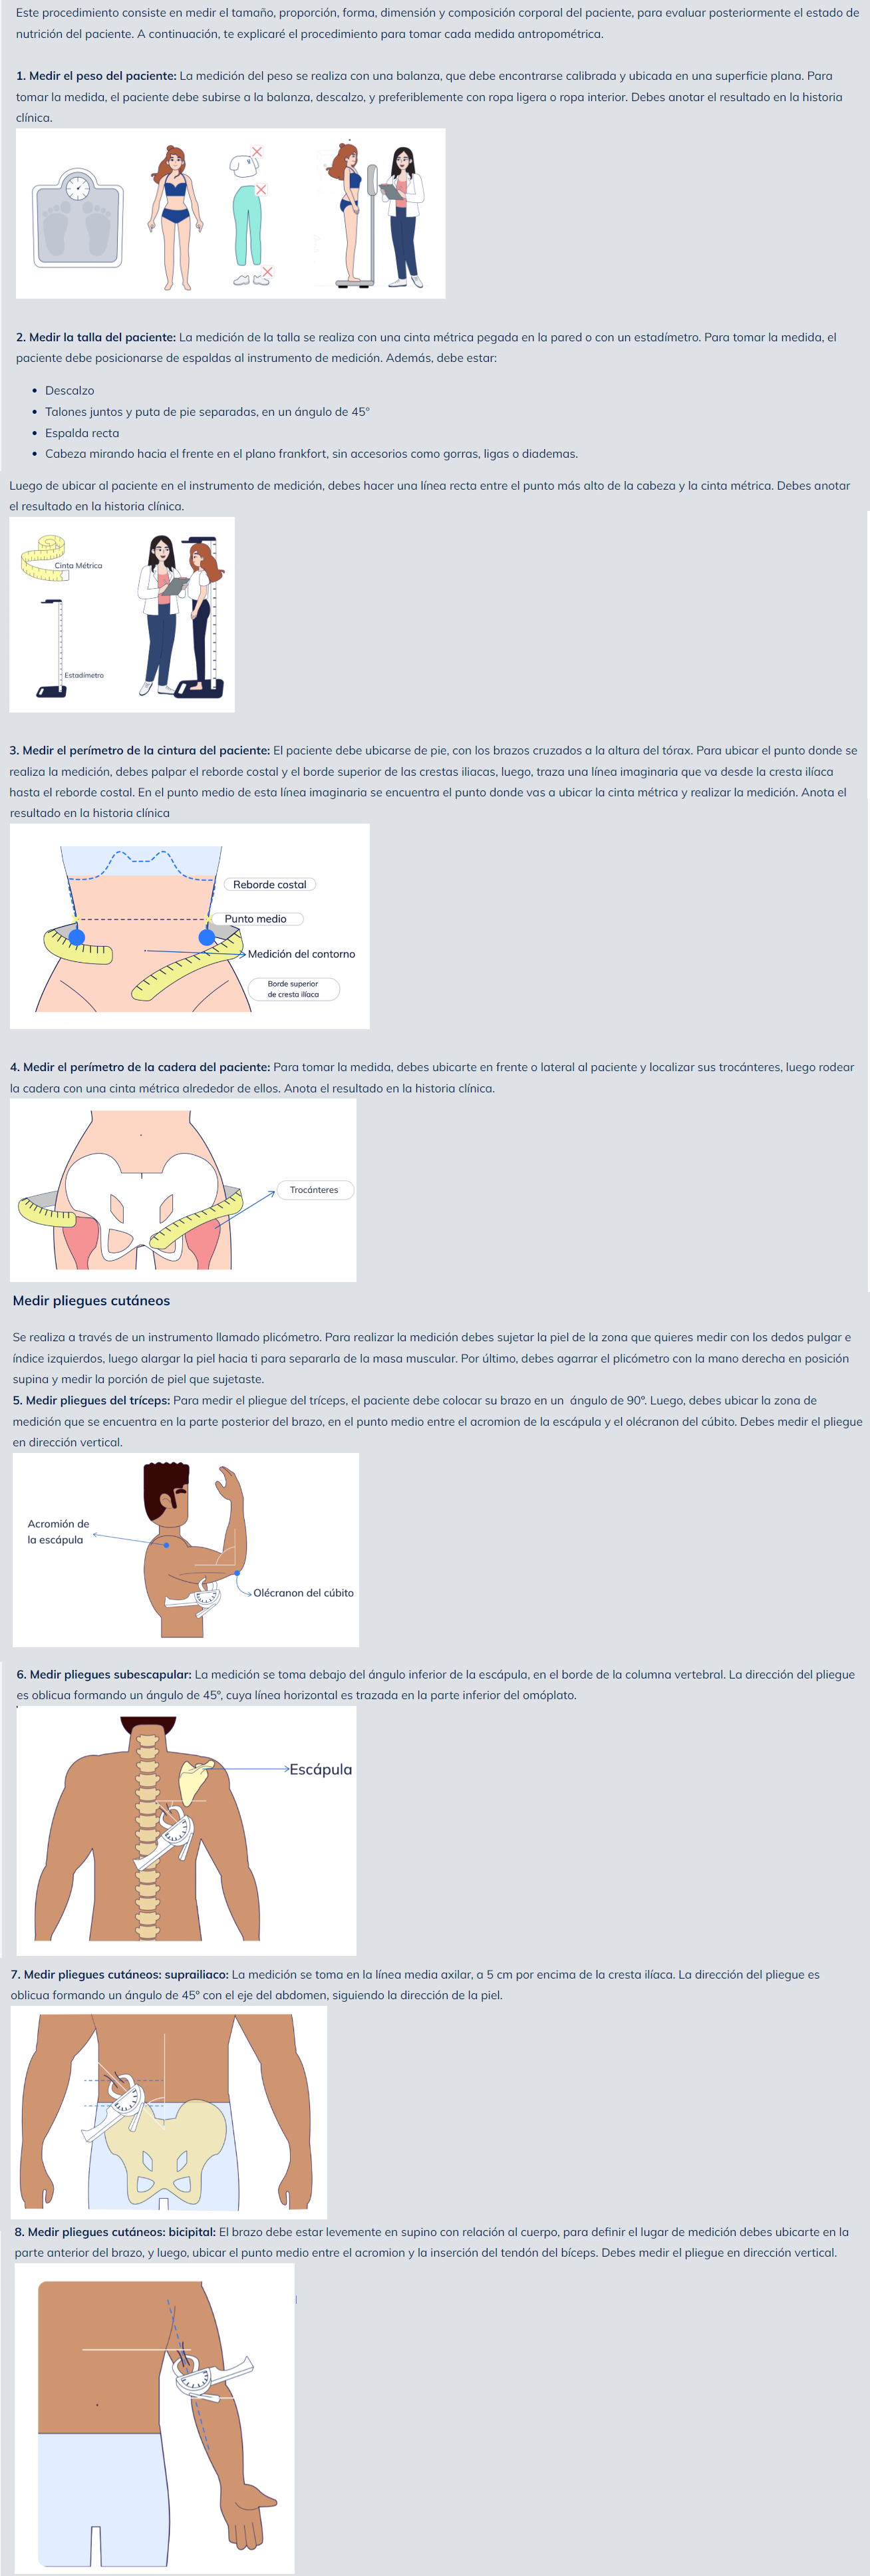 Este procedimiento consiste en medir el tamaño, proporción, forma, dimensión y composición corporal del paciente, para evaluar posteriormente el estado de
nutrición del paciente. A continuación, te explicaré el procedimiento para tomar cada medida antropométrica.
1. Medir el peso del paciente: La medición del peso se realiza con una balanza, que debe encontrarse calibrada y ubicada en una superficie plana. Para
tomar la medida, el paciente debe subirse a la balanza, descalzo, y preferiblemente con ropa ligera o ropa interior. Debes anotar el resultado en la historia
clínica.
2. Medir la talla del paciente: La medición de la talla se realiza con una cinta métrica pegada en la pared o con un estadímetro. Para tomar la medida, el
paciente debe posicionarse de espaldas al instrumento de medición. Además, debe estar:
• Descalzo
• Talones juntos y puta de pie separadas, en un ángulo de 45°
• Espalda recta
• Cabeza mirando hacia el frente en el plano frankfort, sin accesorios como gorras, ligas o diademas.
Luego de ubicar al paciente en el instrumento de medición, debes hacer una línea recta entre el punto más alto de la cabeza y la cinta métrica. Debes anotar
el resultado en la historia clínica.
Cinta Métrica
Estadímetro
3. Medir el perímetro de la cintura del paciente: El paciente debe ubicarse de pie, con los brazos cruzados a la altura del tórax. Para ubicar el punto donde se
realiza la medición, debes palpar el reborde costal y el borde superior de las crestas iliacas, luego, traza una línea imaginaria que va desde la cresta ilíaca
hasta el reborde costal. En el punto medio de esta línea imaginaria se encuentra el punto donde vas a ubicar la cinta métrica y realizar la medición. Anota el
resultado en la historia clínica
Reborde costal
Punto medio
Medición del contorno
Borde superior
de cresta ilíaca
4. Medir el perímetro de la cadera del paciente: Para tomar la medida, debes ubicarte en frente o lateral al paciente y localizar sus trocánteres, luego rodear
la cadera con una cinta métrica alrededor de ellos. Anota el resultado en la historia clínica.
Trocánteres
Medir pliegues cutáneos
Se realiza a través de un instrumento llamado plicómetro. Para realizar la medición debes sujetar la piel de la zona que quieres medir con los dedos pulgar e
índice izquierdos, luego alargar la piel hacia ti para separarla de la masa muscular. Por último, debes agarrar el plicómetro con la mano derecha en posición
supina y medir la porción de piel que sujetaste.
5. Medir pliegues del tríceps: Para medir el pliegue del tríceps, el paciente debe colocar su brazo en un ángulo de 90°. Luego, debes ubicar la zona de
medición que se encuentra en la parte posterior del brazo, en el punto medio entre el acromion de la escápula y el olécranon del cúbito. Debes medir el pliegue
en dirección vertical.
Acromión de
la escápula
Olécranon del cúbito
6. Medir pliegues subescapular: La medición se toma debajo del ángulo inferior de la escápula, en el borde de la columna vertebral. La dirección del pliegue
es oblicua formando un ángulo de 45°, cuya línea horizontal es trazada en la parte inferior del omóplato.
Escápula
7. Medir pliegues cutáneos: suprailiaco: La medición se toma en la línea media axilar, a 5 cm por encima de la cresta ilíaca. La dirección del pliegue es
oblicua formando un ángulo de 45° con el eje del abdomen, siguiendo la dirección de la piel.
8. Medir pliegues cutáneos: bicipital: El brazo debe estar levemente en supino con relación al cuerpo, para definir el lugar de medición debes ubicarte en la
parte anterior del brazo, y luego, ubicar el punto medio entre el acromion y la inserción del tendón del bíceps. Debes medir el pliegue en dirección vertical.